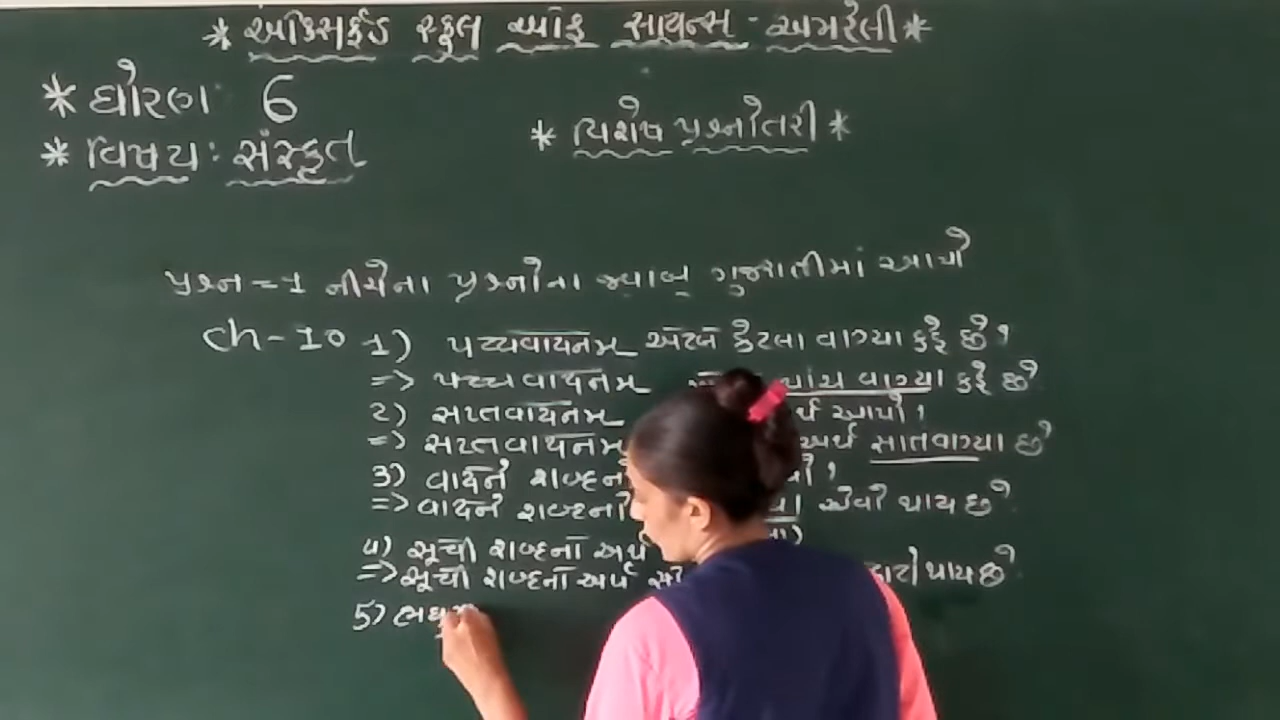 * ઓક્સફર્ડ સ્કુલ ઓફ સાયન્સ - અમરેલી *
* ધોરણ: 6
* વિશેષ પ્રશ્નોતરી *
* વિષય: સંસ્કૃત
પ્રશ્ન = 1 નીચેના પ્રશ્નોના જવાબ ગુજરાતીમાં આપો
ch - 10 1) પચ્ચવાદનમ્ એટલે કેટલા વાગ્યા કહે છે?
=> પચ્ચવાદનમ્ પાંચ વાગ્યા કહે છે
2) સપ્તવાદનમ્ અર્થ આપો?
=> સપ્તવાદનમ્ અર્થ સાતવાગ્યા છે
3) વાદને શબ્દનો
=> વાદને શબ્દનો એવો થાય છે
4) સૂચી શબ્દનો અર્થ
=> સૂચી શબ્દનો અર્થ થાય છે
5) લઘુ